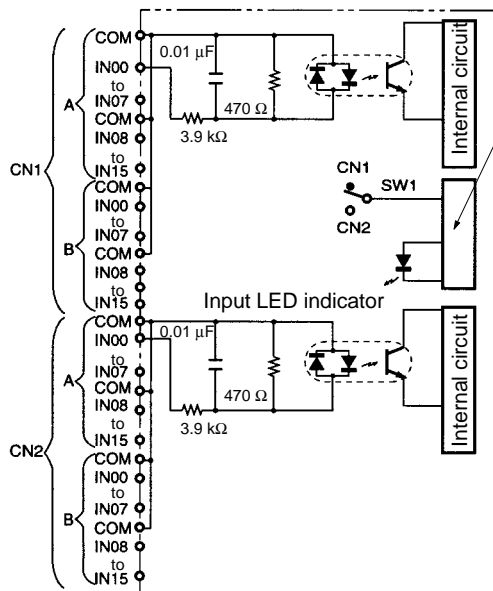 COM
IN00
to
IN07
COM
IN08
to
IN15
COM
IN00
to
IN07
COM
IN08
to
IN15
A
B
CN1
0.01 µF
470 Ω
3.9 kΩ
Internal circuit
CN1
SW1
CN2
Input LED indicator
COM
IN00
to
IN07
COM
IN08
to
IN15
COM
IN00
to
IN07
COM
IN08
to
IN15
A
B
CN2
0.01 µF
470 Ω
3.9 kΩ
Internal circuit